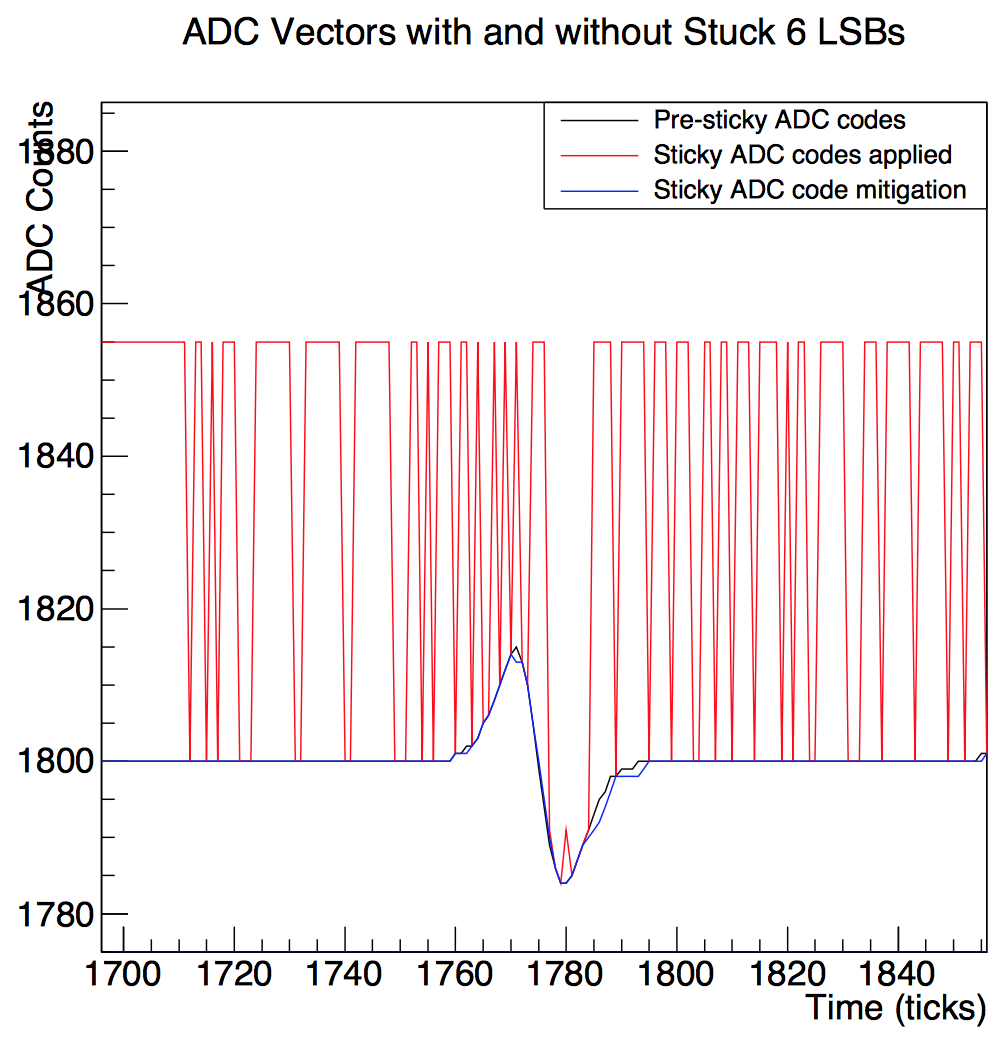 ADC Vectors with and without Stuck 6 LSBs
ADC Counts
Pre-sticky ADC codes
Sticky ADC codes applied
Sticky ADC code mitigation
1880
1860
1840
1820
1800
1780
1700 1720 1740 1760 1780 1800 1820 1840
Time (ticks)